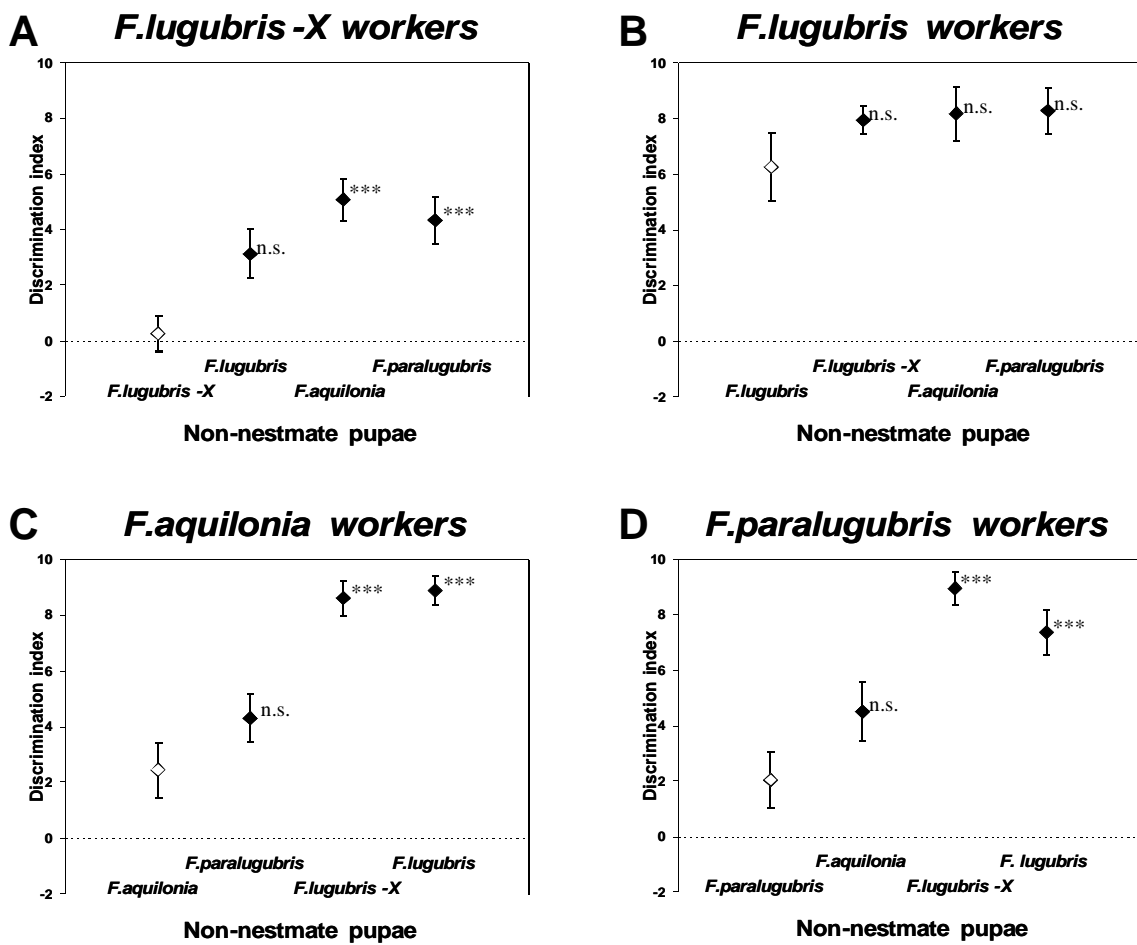 A
F.lugubris -X workers
Discrimination index
10
8
6
4
2
0
-2
n.s.
***
***
F.lugubris -X
F.lugubris
F.aquilonia
F.paralugubris
Non-nestmate pupae
B
F.lugubris workers
Discrimination index
10
8
6
4
2
0
-2
n.s.
n.s.
n.s.
F.lugubris
F.lugubris -X
F.aquilonia
F.paralugubris
Non-nestmate pupae
C
F.aquilonia workers
Discrimination index
10
8
6
4
2
0
-2
n.s.
***
***
F.aquilonia
F.paralugubris
F.lugubris -X
F.lugubris
Non-nestmate pupae
D
F.paralugubris workers
Discrimination index
10
8
6
4
2
0
-2
n.s.
***
***
F.paralugubris
F.aquilonia
F.lugubris -X
F. lugubris
Non-nestmate pupae